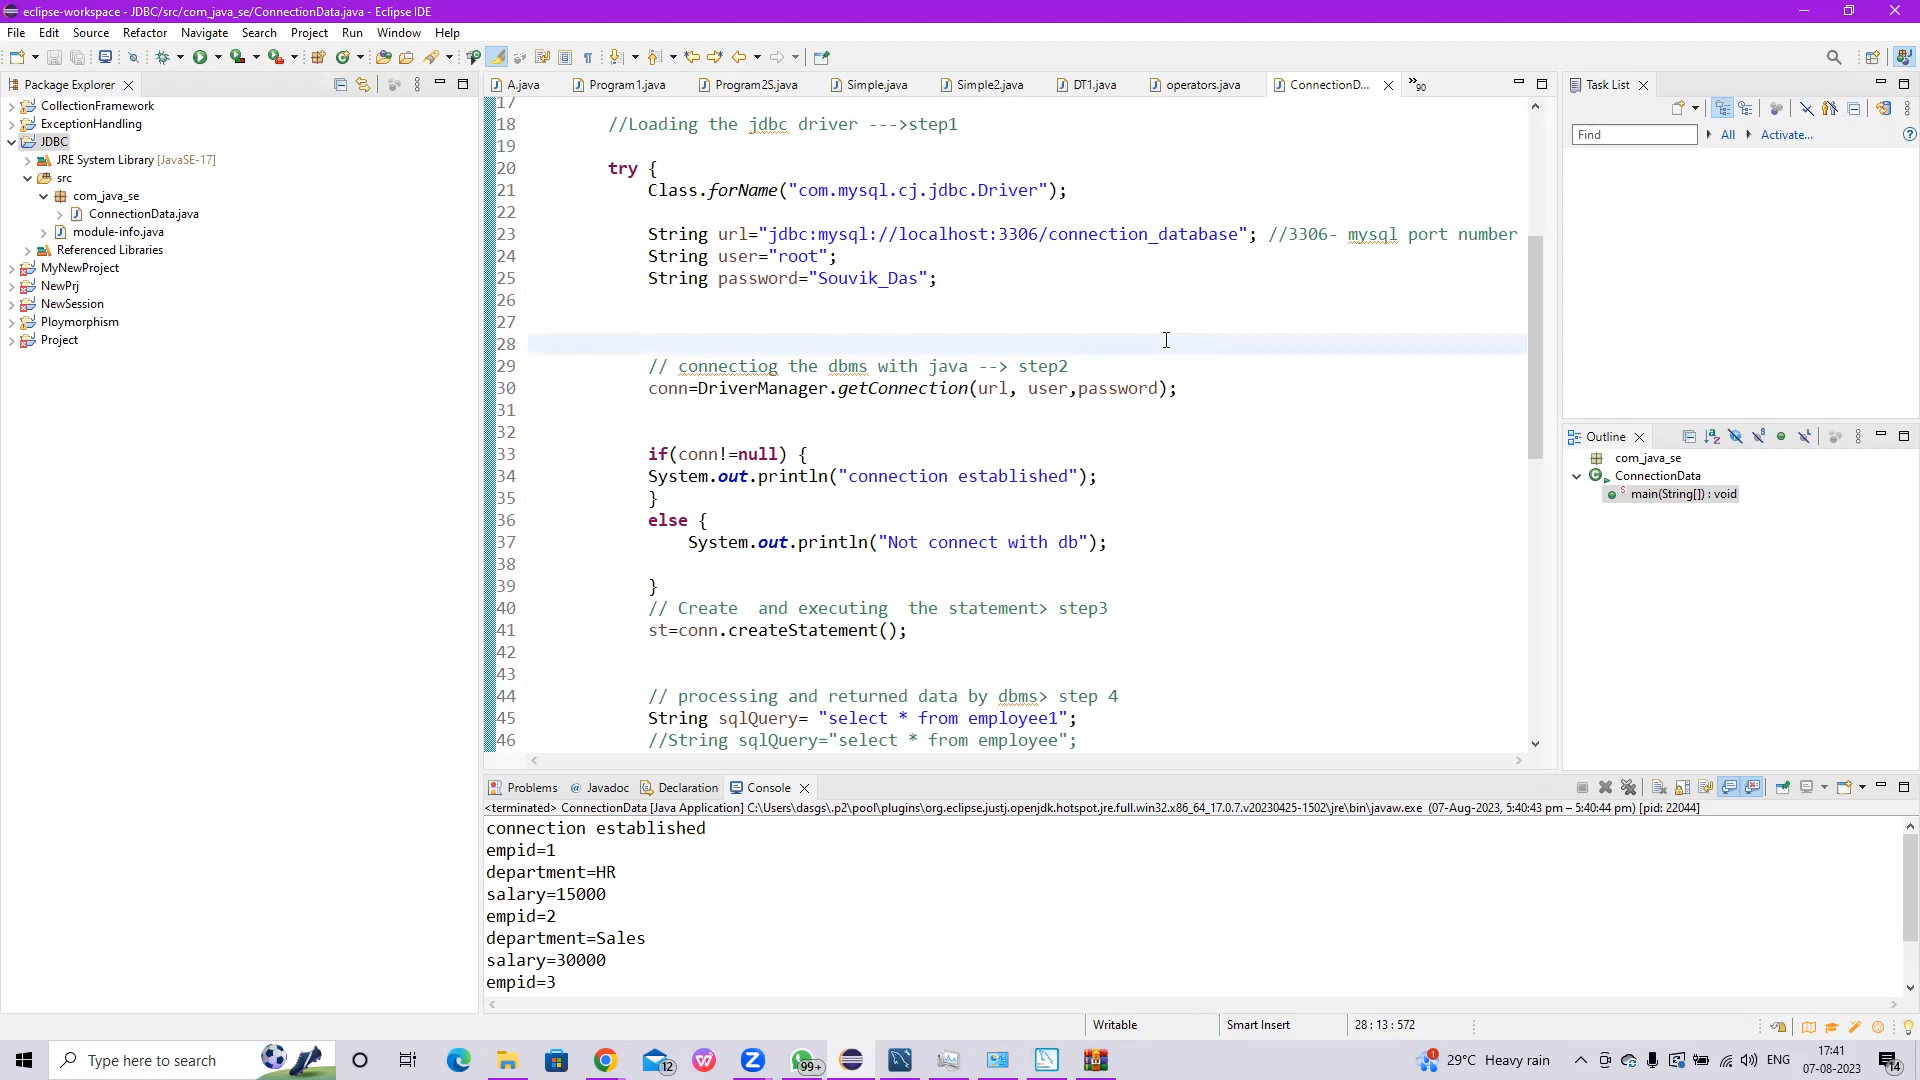 eclipse-workspace - JDBC/src/com_java_se/ConnectionData.java - Eclipse IDE
File Edit Source Refactor Navigate Search Project Run Window Help
Package Explorer
CollectionFramework
ExceptionHandling
JDBC
JRE System Library [JavaSE-17]
src
com_java_se
ConnectionData.java
module-info.java
Referenced Libraries
MyNewProject
NewPrj
NewSession
Ploymorphism
Project
A.java Program1.java Program2S.java Simple.java Simple2.java DT1.java operators.java ConnectionD... 90
17
18 //Loading the jdbc driver --->step1
19
20 try {
21 Class.forName("com.mysql.cj.jdbc.Driver");
22
23 String url="jdbc:mysql://localhost:3306/connection_database"; //3306- mysql port number
24 String user="root";
25 String password="Souvik_Das";
26
27
28
29 // connectiog the dbms with java --> step2
30 conn=DriverManager.getConnection(url, user,password);
31
32
33 if(conn!=null) {
34 System.out.println("connection established");
35 }
36 else {
37 System.out.println("Not connect with db");
38
39 }
40 // Create  and executing  the statement> step3
41 st=conn.createStatement();
42
43
44 // processing and returned data by dbms> step 4
45 String sqlQuery= "select * from employee1";
46 //String sqlQuery="select * from employee";
Task List
Find All Activate...
Outline
com_java_se
ConnectionData
main(String[]) : void
Problems Javadoc Declaration Console
<terminated> ConnectionData [Java Application] C:\Users\dasgs\.p2\pool\plugins\org.eclipse.justj.openjdk.hotspot.jre.full.win32.x86_64_17.0.7.v20230425-1502\jre\bin\javaw.exe (07-Aug-2023, 5:40:43 pm – 5:40:44 pm) [pid: 22044]
connection established
empid=1
department=HR
salary=15000
empid=2
department=Sales
salary=30000
empid=3
Writable Smart Insert 28 : 13 : 572
Type here to search
12
99+
1
29°C Heavy rain
ENG
17:41
07-08-2023
14